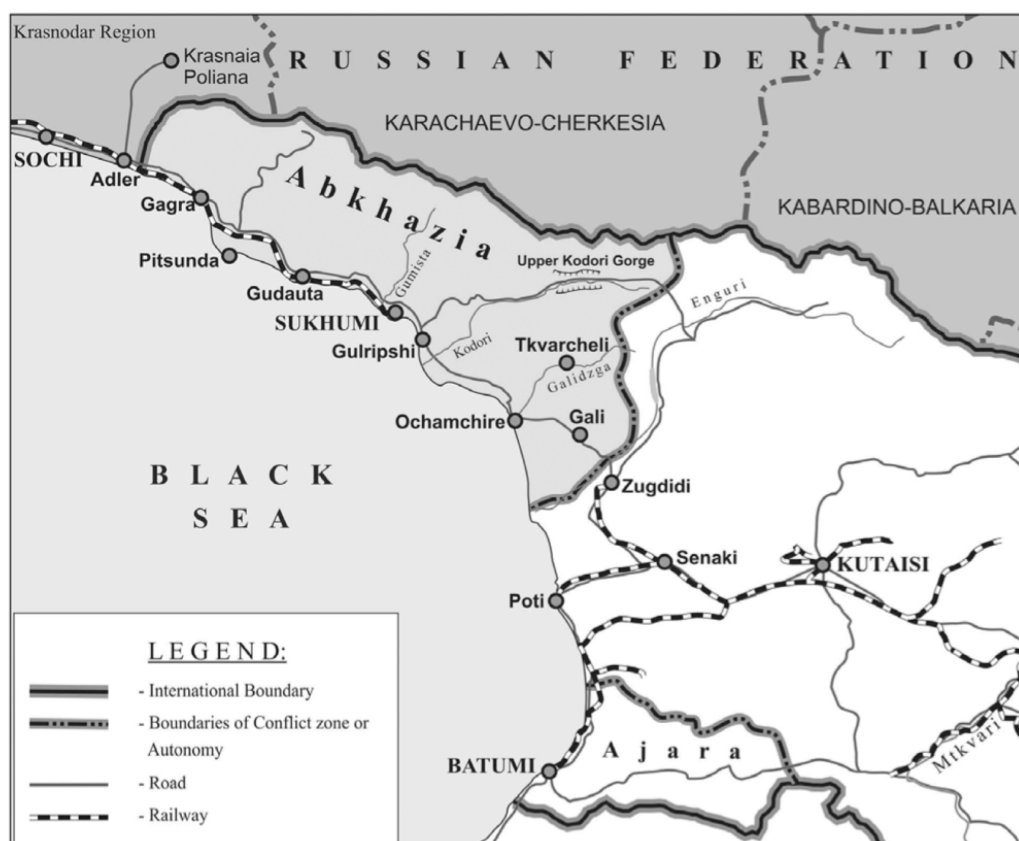 Krasnodar Region
Krasnaia
Poliana
RUSSIAN FEDERATION
KARACHAEVO-CHERKESIA
KABARDINO-BALKARIA
SOCHI
Adler
Gagra
Abkhazia
Pitsunda
Gudauta
Gumista
SUKHUMI
Upper Kodori Gorge
Enguri
Gulripshi
Kodori
Tkvarcheli
Galidzga
Ochamchire
Gali
BLACK
SEA
Zugdidi
Senaki
KUTAISI
Poti
Ajara
BATUMI
Mtkvari
LEGEND:
- International Boundary
- Boundaries of Conflict zone or
Autonomy
- Road
- Railway